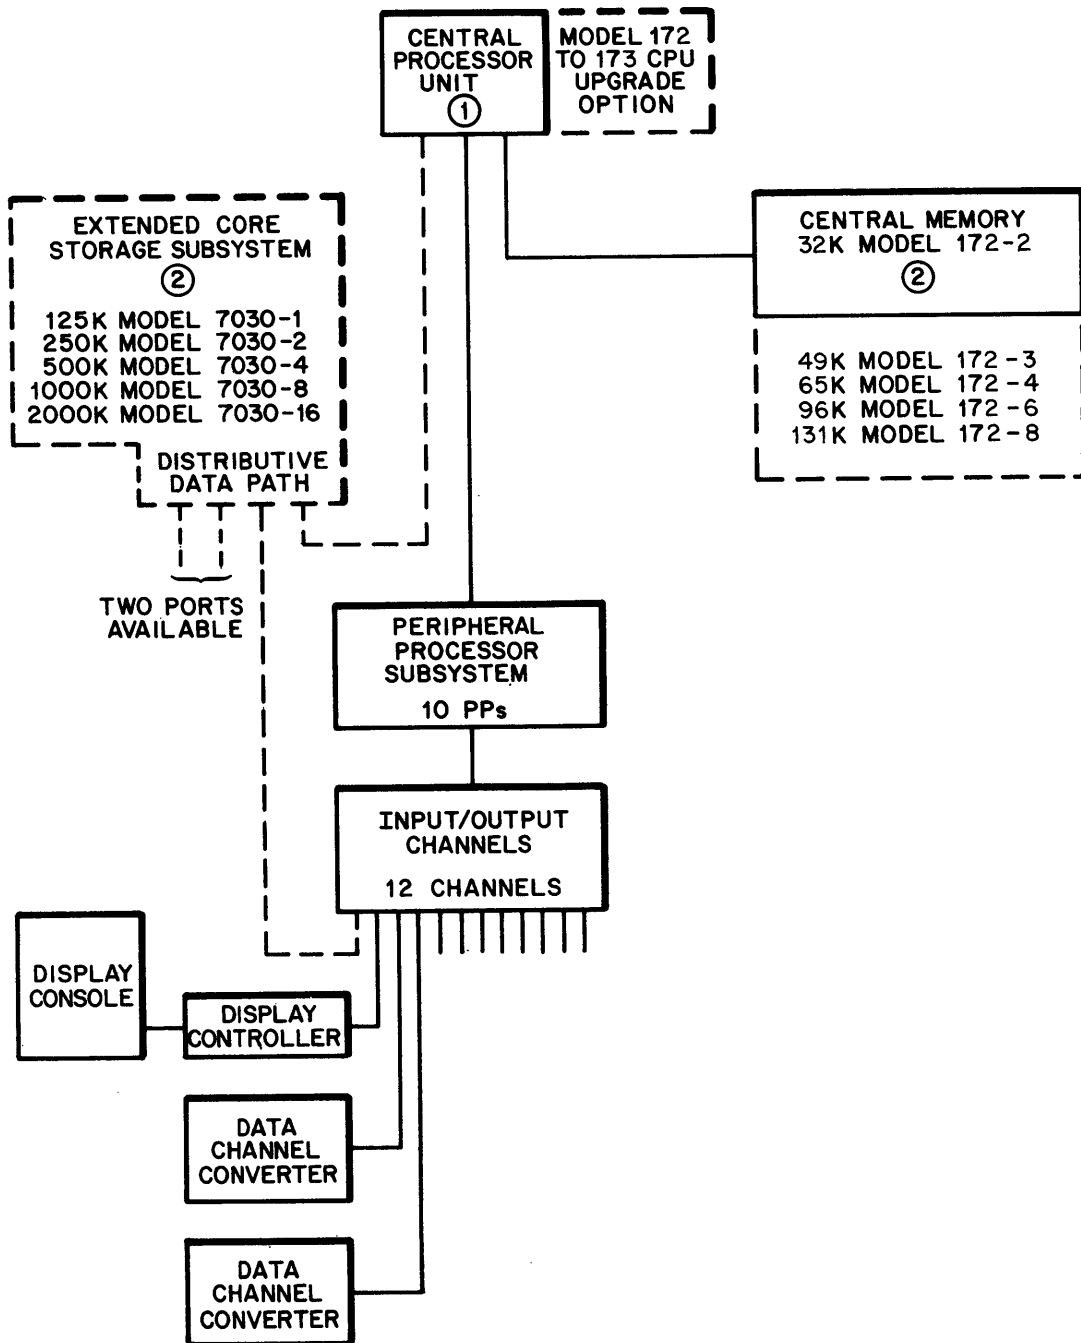 CENTRAL
PROCESSOR
UNIT
①
MODEL 172
TO 173 CPU
UPGRADE
OPTION
EXTENDED CORE
STORAGE SUBSYSTEM
②
125K MODEL 7030-1
250K MODEL 7030-2
500K MODEL 7030-4
1000K MODEL 7030-8
2000K MODEL 7030-16
DISTRIBUTIVE
DATA PATH
TWO PORTS
AVAILABLE
CENTRAL MEMORY
32K MODEL 172-2
②
49K MODEL 172-3
65K MODEL 172-4
96K MODEL 172-6
131K MODEL 172-8
PERIPHERAL
PROCESSOR
SUBSYSTEM
10 PPs
INPUT/OUTPUT
CHANNELS
12 CHANNELS
DISPLAY
CONSOLE
DISPLAY
CONTROLLER
DATA
CHANNEL
CONVERTER
DATA
CHANNEL
CONVERTER